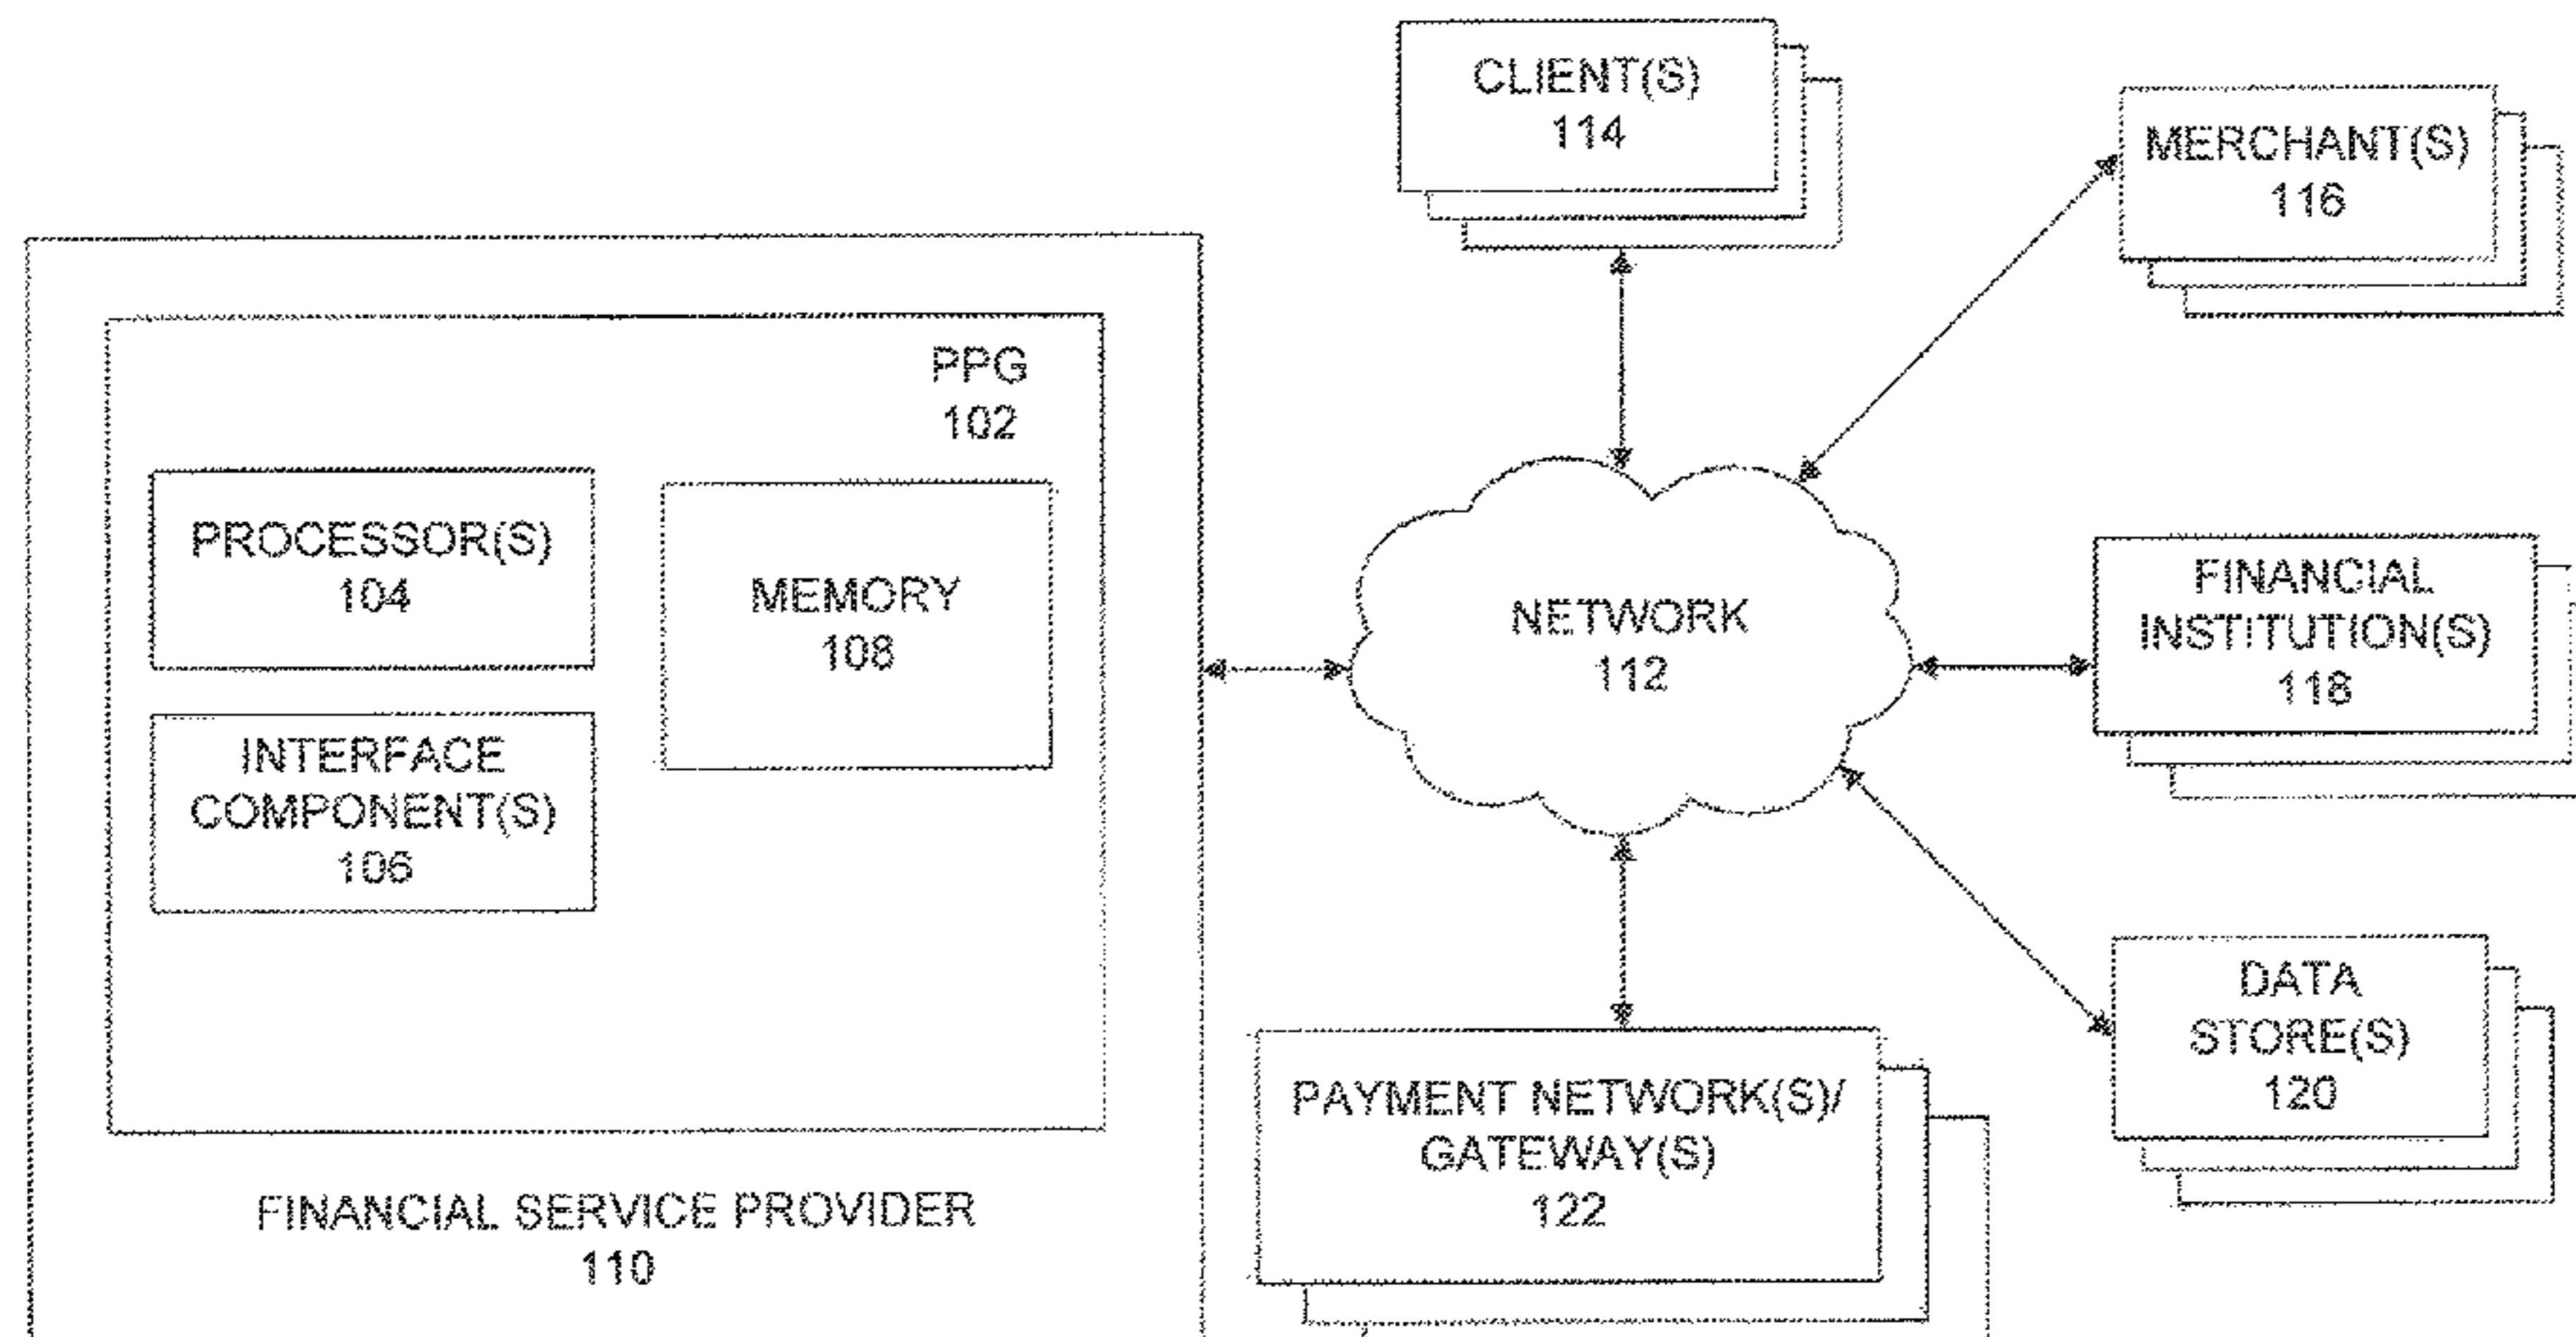 CLIENT(S)
114
MERCHANT(S)
116
PPG
102
PROCESSOR(S)
104
MEMORY
108
INTERFACE
COMPONENT(S)
106
FINANCIAL SERVICE PROVIDER
110
NETWORK
112
FINANCIAL
INSTITUTION(S)
118
DATA
STORE(S)
120
PAYMENT NETWORK(S)/
GATEWAY(S)
122